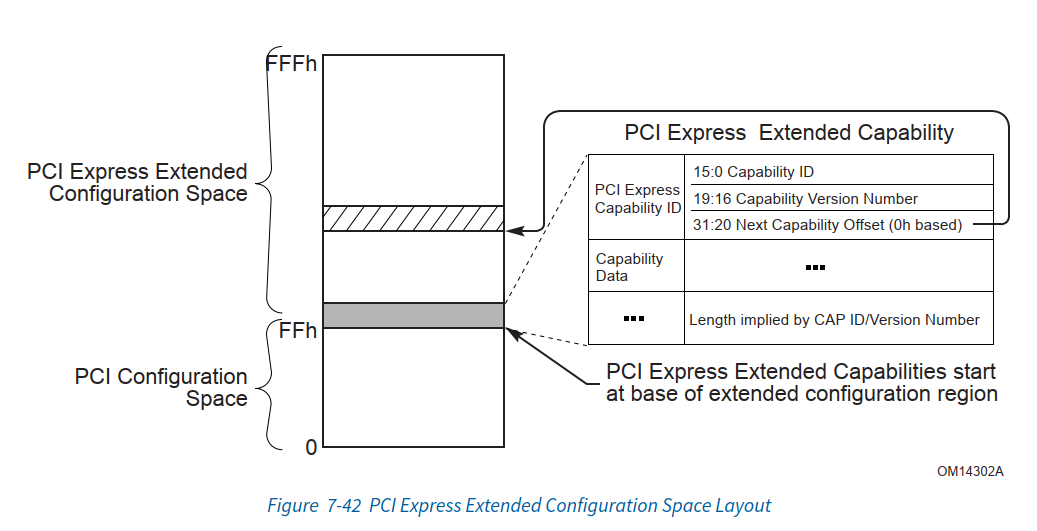 FFFh
PCI Express Extended
Configuration Space
FFh
PCI Configuration
Space
0
PCI Express Extended Capability
PCI Express
Capability ID
15:0 Capability ID
19:16 Capability Version Number
31:20 Next Capability Offset (0h based)
Capability
Data
...
...
Length implied by CAP ID/Version Number
PCI Express Extended Capabilities start
at base of extended configuration region
OM14302A
Figure 7-42 PCI Express Extended Configuration Space Layout